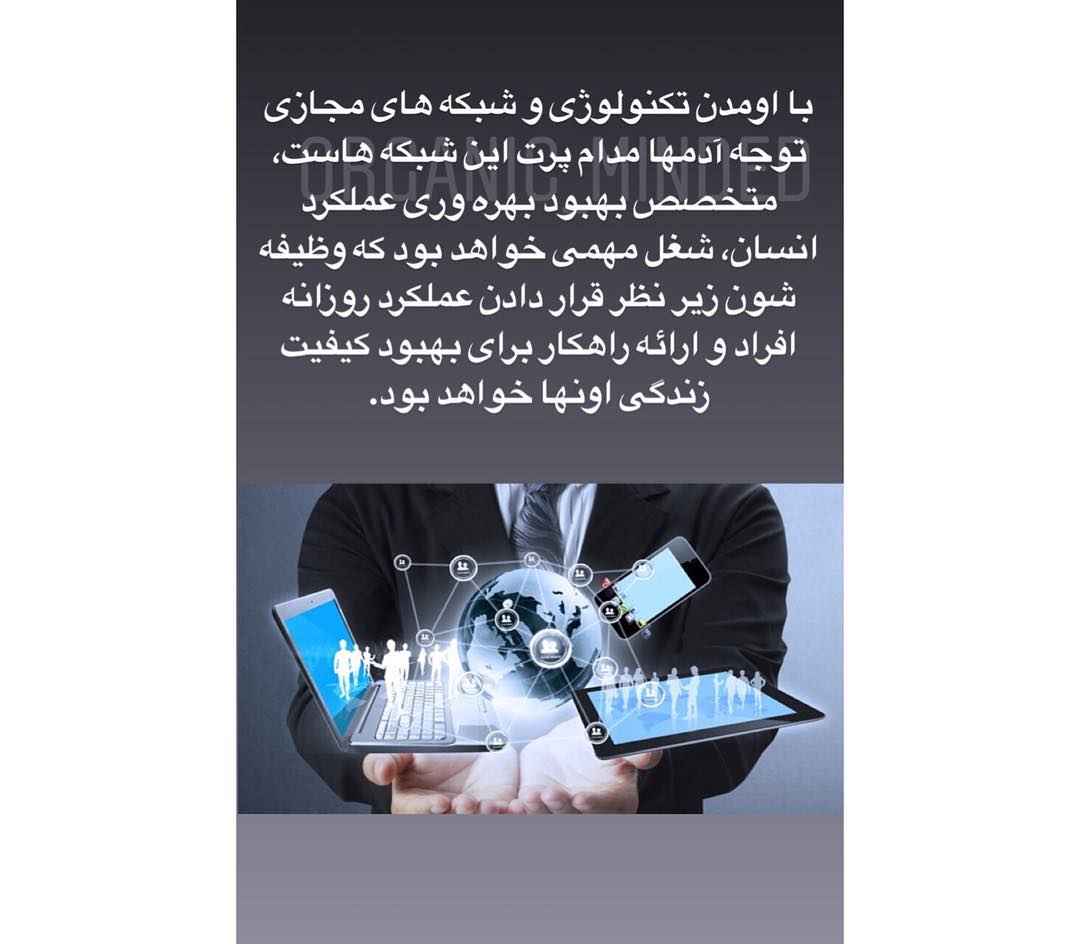 با اومدن تکنولوژی و شبکه های مجازی
توجه آدمها مدام پرت این شبکه هاست،
ORGANIC MINDED
متخصص بهبود بهره وری عملکرد
انسان، شغل مهمی خواهد بود که وظیفه
شون زیر نظر قرار دادن عملکرد روزانه
افراد و ارائه راهکار برای بهبود کیفیت
زندگی اونها خواهد بود.